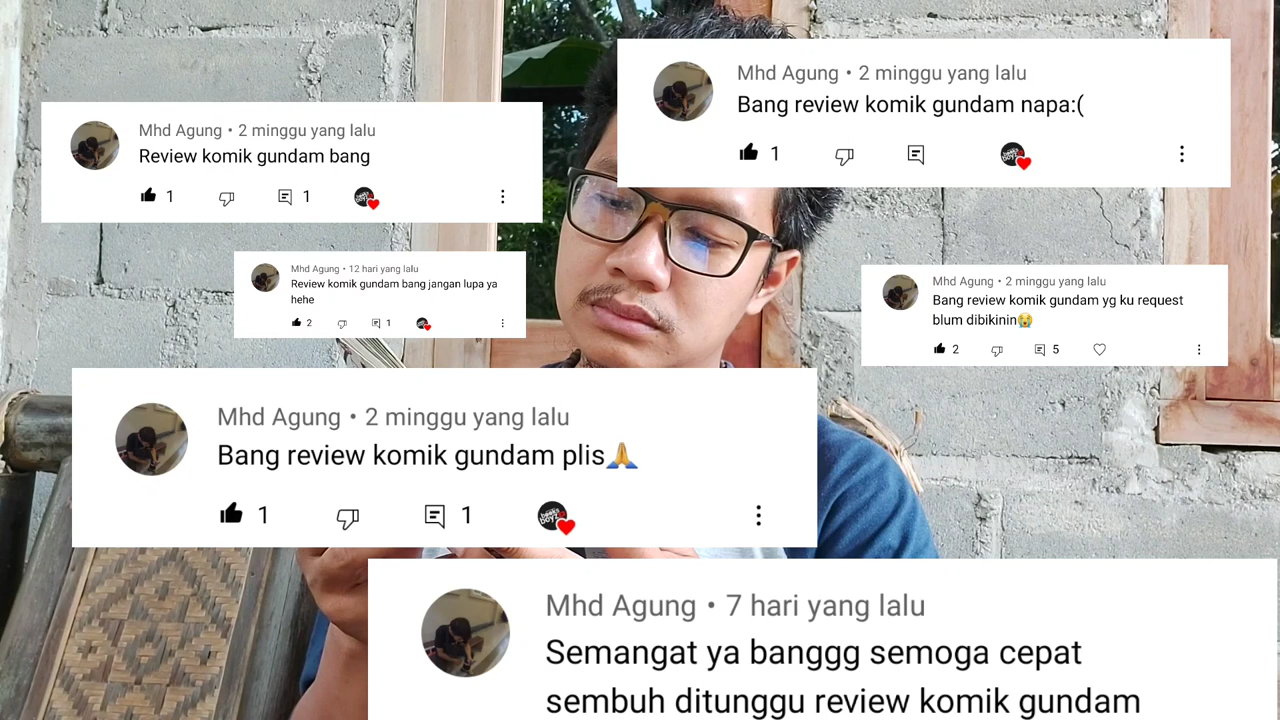 Mhd Agung • 2 minggu yang lalu
Bang review komik gundam napa:(
1
Mhd Agung • 2 minggu yang lalu
Review komik gundam bang
1 1
Mhd Agung • 12 hari yang lalu
Review komik gundam bang jangan lupa ya
hehe
2 1
Mhd Agung • 2 minggu yang lalu
Bang review komik gundam yg ku request
blum dibikinin😭
2 5
Mhd Agung • 2 minggu yang lalu
Bang review komik gundam plis🙏
1 1
Mhd Agung • 7 hari yang lalu
Semangat ya banggg semoga cepat
sembuh ditunggu review komik gundam